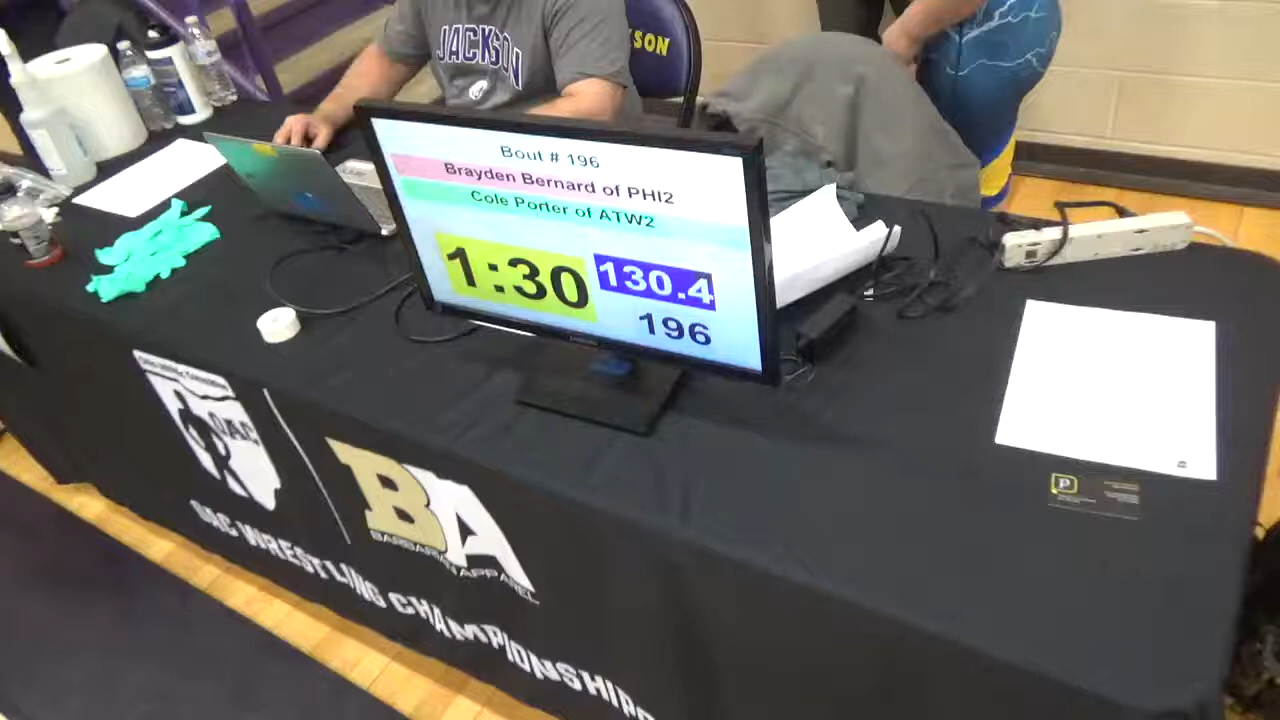 JACKSON
SON
Bout # 196
Brayden Bernard of PHI2
Cole Porter of ATW2
1:30
130.4
196
OAC
BA
BARBARIAN APPAREL
OAC WRESTLING CHAMPIONSHIPS
P